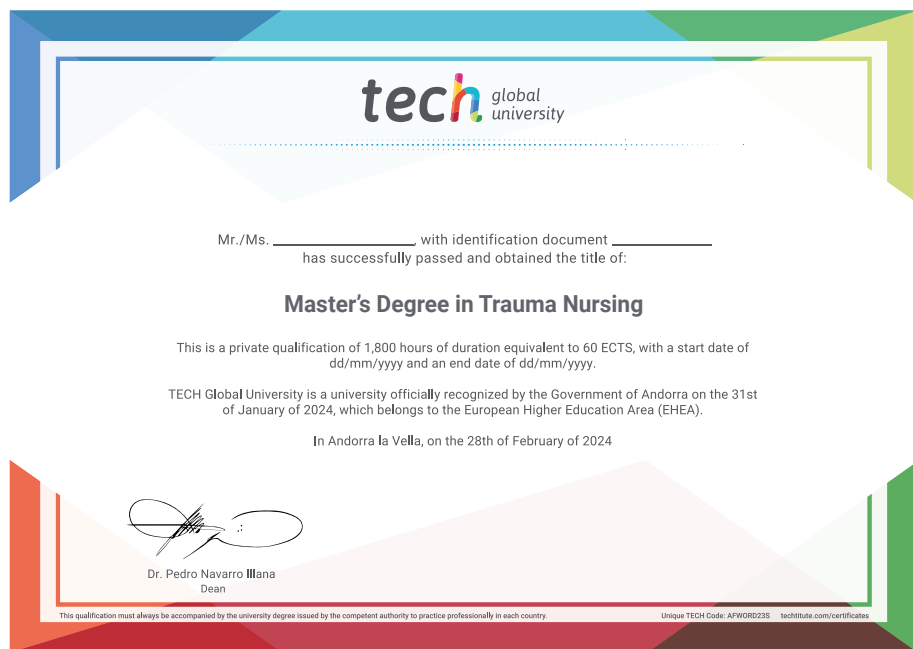 tech global
university
Mr./Ms. ________________, with identification document ___________
has successfully passed and obtained the title of:
Master's Degree in Trauma Nursing
This is a private qualification of 1,800 hours of duration equivalent to 60 ECTS, with a start date of
dd/mm/yyyy and an end date of dd/mm/yyyy.
TECH Global University is a university officially recognized by the Government of Andorra on the 31st
of January of 2024, which belongs to the European Higher Education Area (EHEA).
In Andorra la Vella, on the 28th of February of 2024
Dr. Pedro Navarro Illana
Dean
This qualification must always be accompanied by the university degree issued by the competent authority to practice professionally in each country.
Unique TECH Code: AFWORD23S techtitute.com/certificates